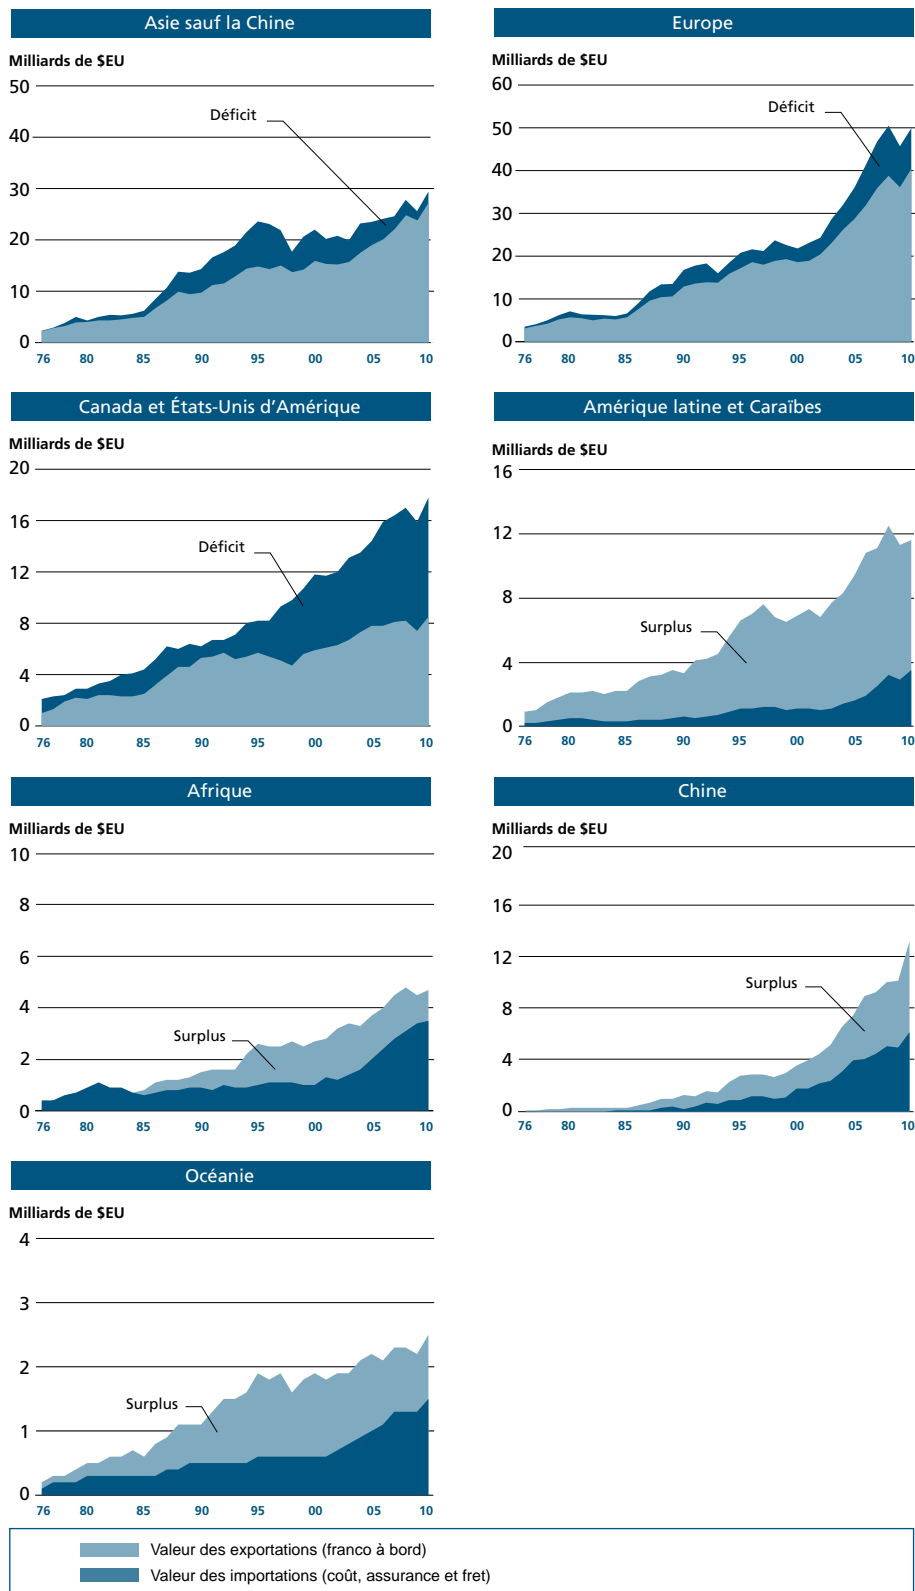 Asie sauf la Chine
Milliards de $EU
50
40
30
20
10
0
Déficit
76 80 85 90 95 00 05 10
Europe
Milliards de $EU
60
50
40
30
20
10
0
Déficit
76 80 85 90 95 00 05 10
Canada et États-Unis d’Amérique
Milliards de $EU
20
16
12
8
4
0
Déficit
76 80 85 90 95 00 05 10
Amérique latine et Caraïbes
Milliards de $EU
16
12
8
4
0
Surplus
76 80 85 90 95 00 05 10
Afrique
Milliards de $EU
10
8
6
4
2
0
Surplus
76 80 85 90 95 00 05 10
Chine
Milliards de $EU
20
16
12
8
4
0
Surplus
76 80 85 90 95 00 05 10
Océanie
Milliards de $EU
4
3
2
1
0
Surplus
76 80 85 90 95 00 05 10
Valeur des exportations (franco à bord)
Valeur des importations (coût, assurance et fret)